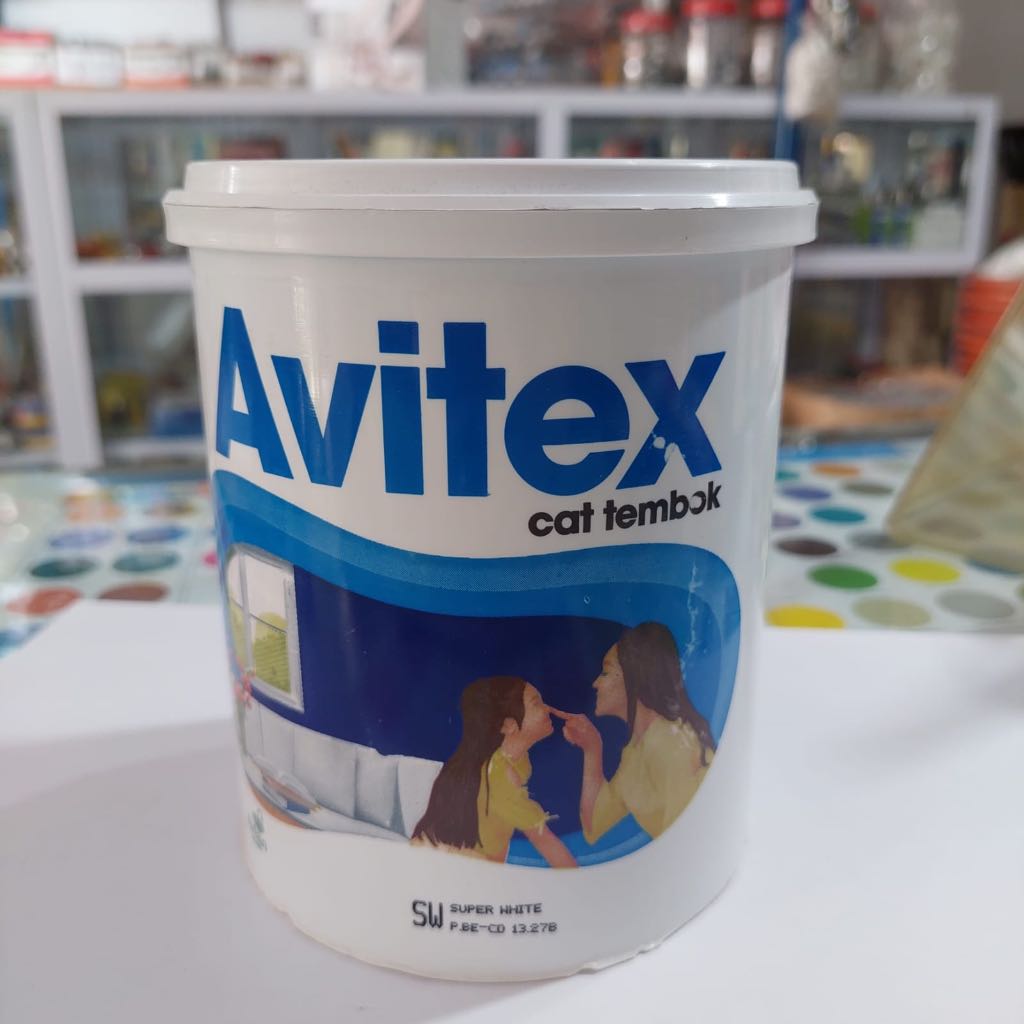 Avitex
cat tembok
SW SUPER WHITE
P.BE-CD 13.27B